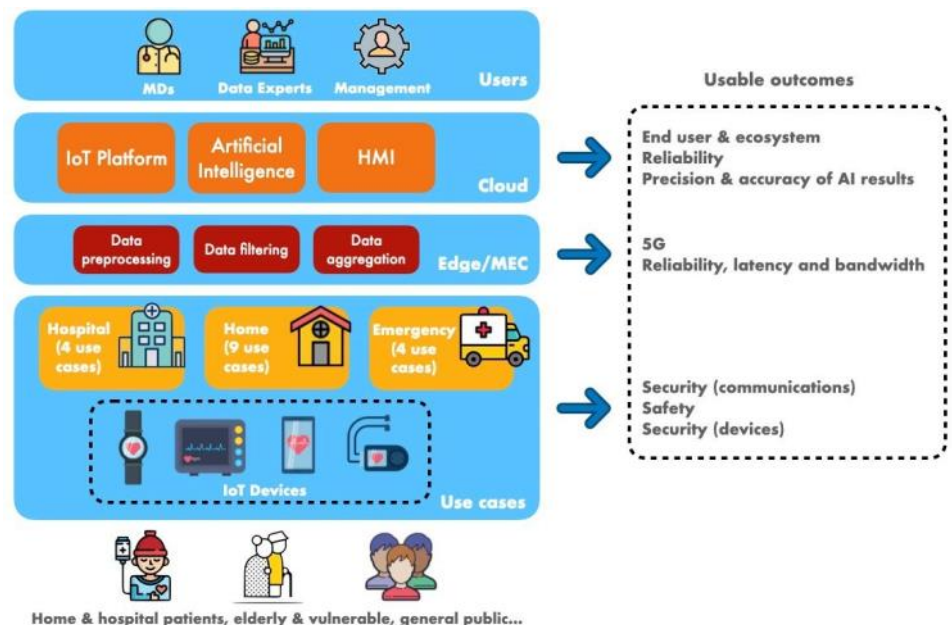 MDs
Data Experts
Management
Users
Usable outcomes
IoT Platform
Artificial
Intelligence
HMI
Cloud
End user & ecosystem
Reliability
Precision & accuracy of AI results
Data
preprocessing
Data filtering
Data
aggregation
Edge/MEC
5G
Reliability, latency and bandwidth
Hospital
(4 use
cases)
Home
(9 use
cases)
Emergency
(4 use
cases)
IoT Devices
Use cases
Security (communications)
Safety
Security (devices)
Home & hospital patients, elderly & vulnerable, general public...